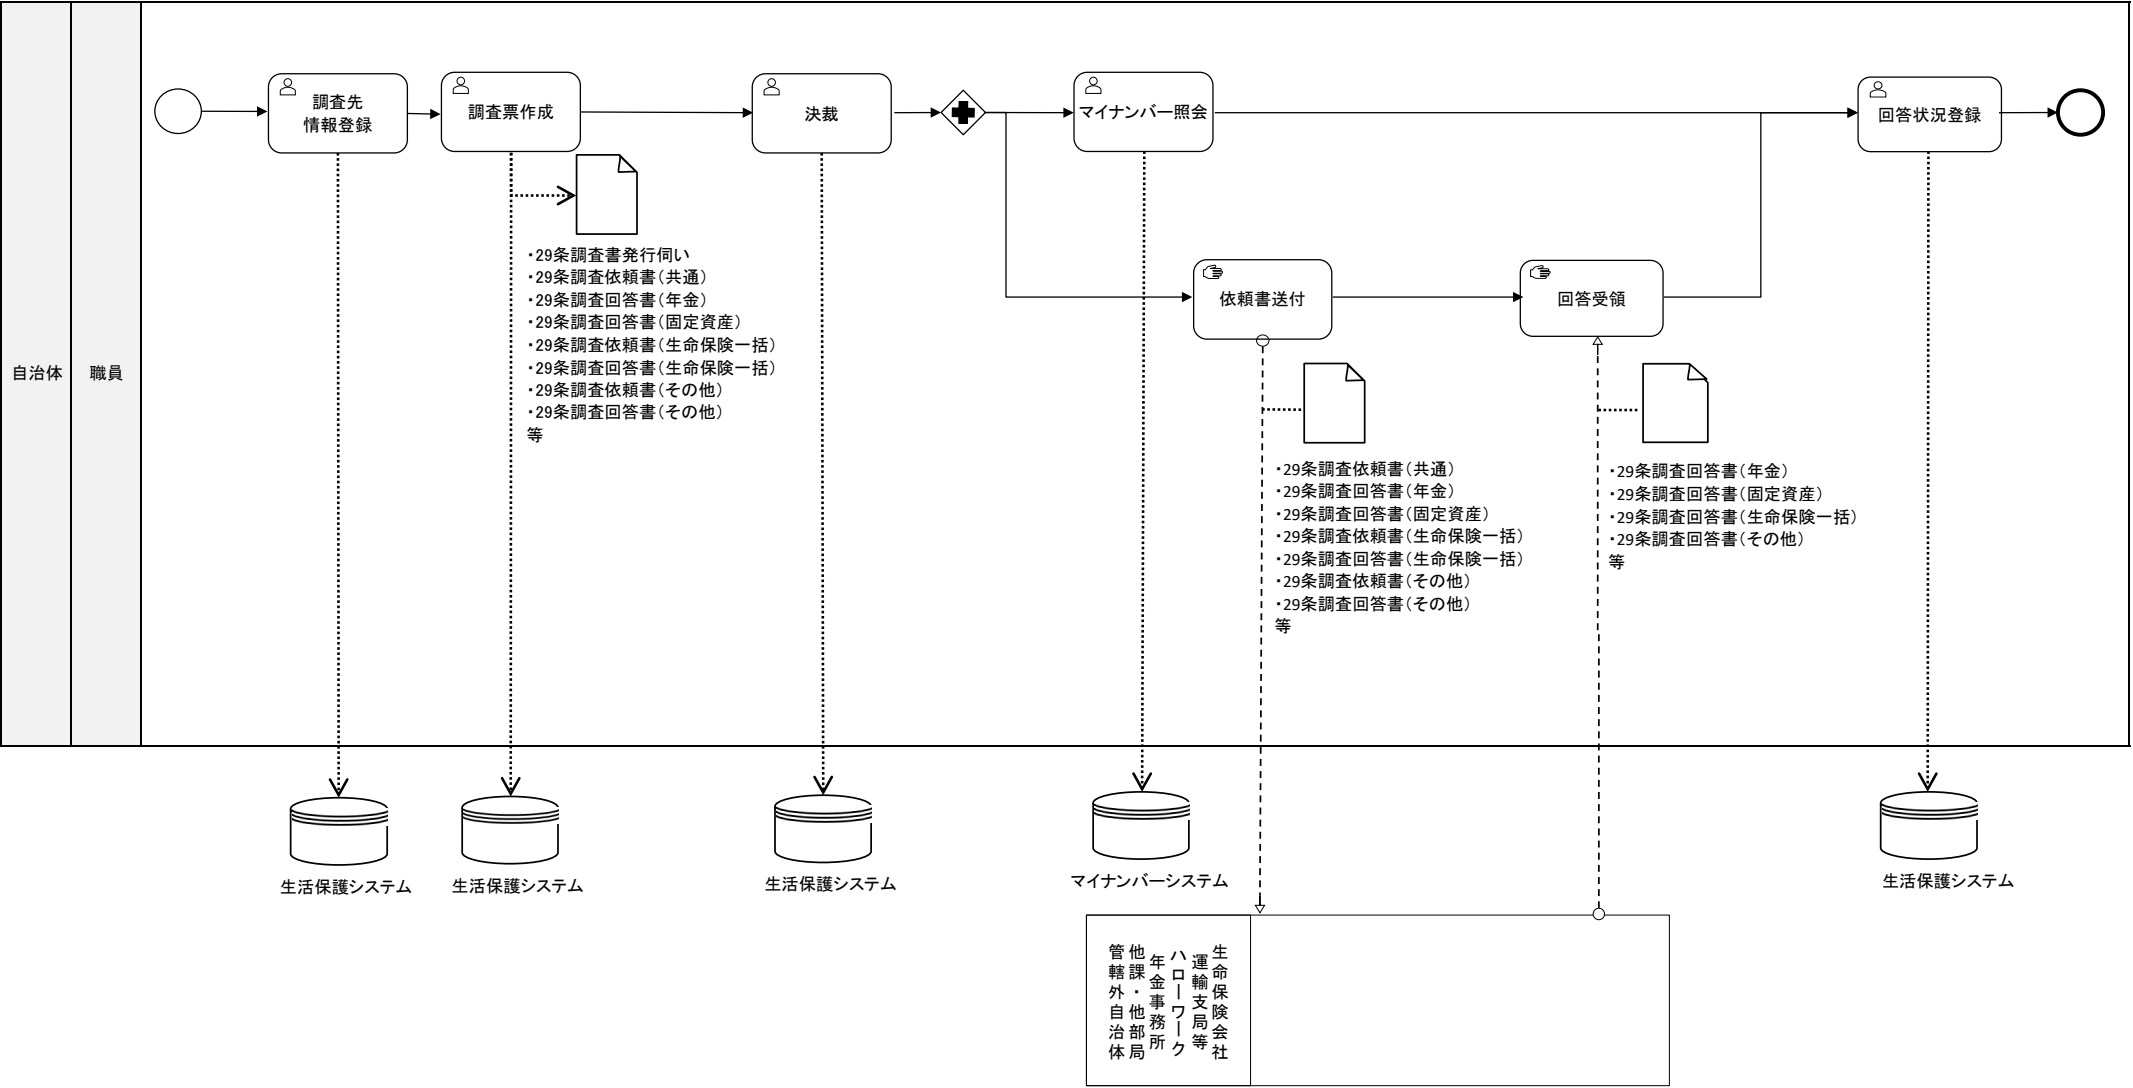 自治体
職員
調査先
情報登録
調査票作成
決裁
マイナンバー照会
回答状況登録
・29条調査書発行伺い
・29条調査依頼書（共通）
・29条調査回答書（年金）
・29条調査回答書（固定資産）
・29条調査依頼書（生命保険一括）
・29条調査回答書（生命保険一括）
・29条調査依頼書（その他）
・29条調査回答書（その他）
等
依頼書送付
回答受領
・29条調査依頼書（共通）
・29条調査回答書（年金）
・29条調査回答書（固定資産）
・29条調査依頼書（生命保険一括）
・29条調査回答書（生命保険一括）
・29条調査依頼書（その他）
・29条調査回答書（その他）
等
・29条調査回答書（年金）
・29条調査回答書（固定資産）
・29条調査回答書（生命保険一括）
・29条調査回答書（その他）
等
生活保護システム
生活保護システム
生活保護システム
マイナンバーシステム
生活保護システム
生命保険会社
運輸支局等
ハローワーク
年金事務所
他課・他部局
管轄外自治体